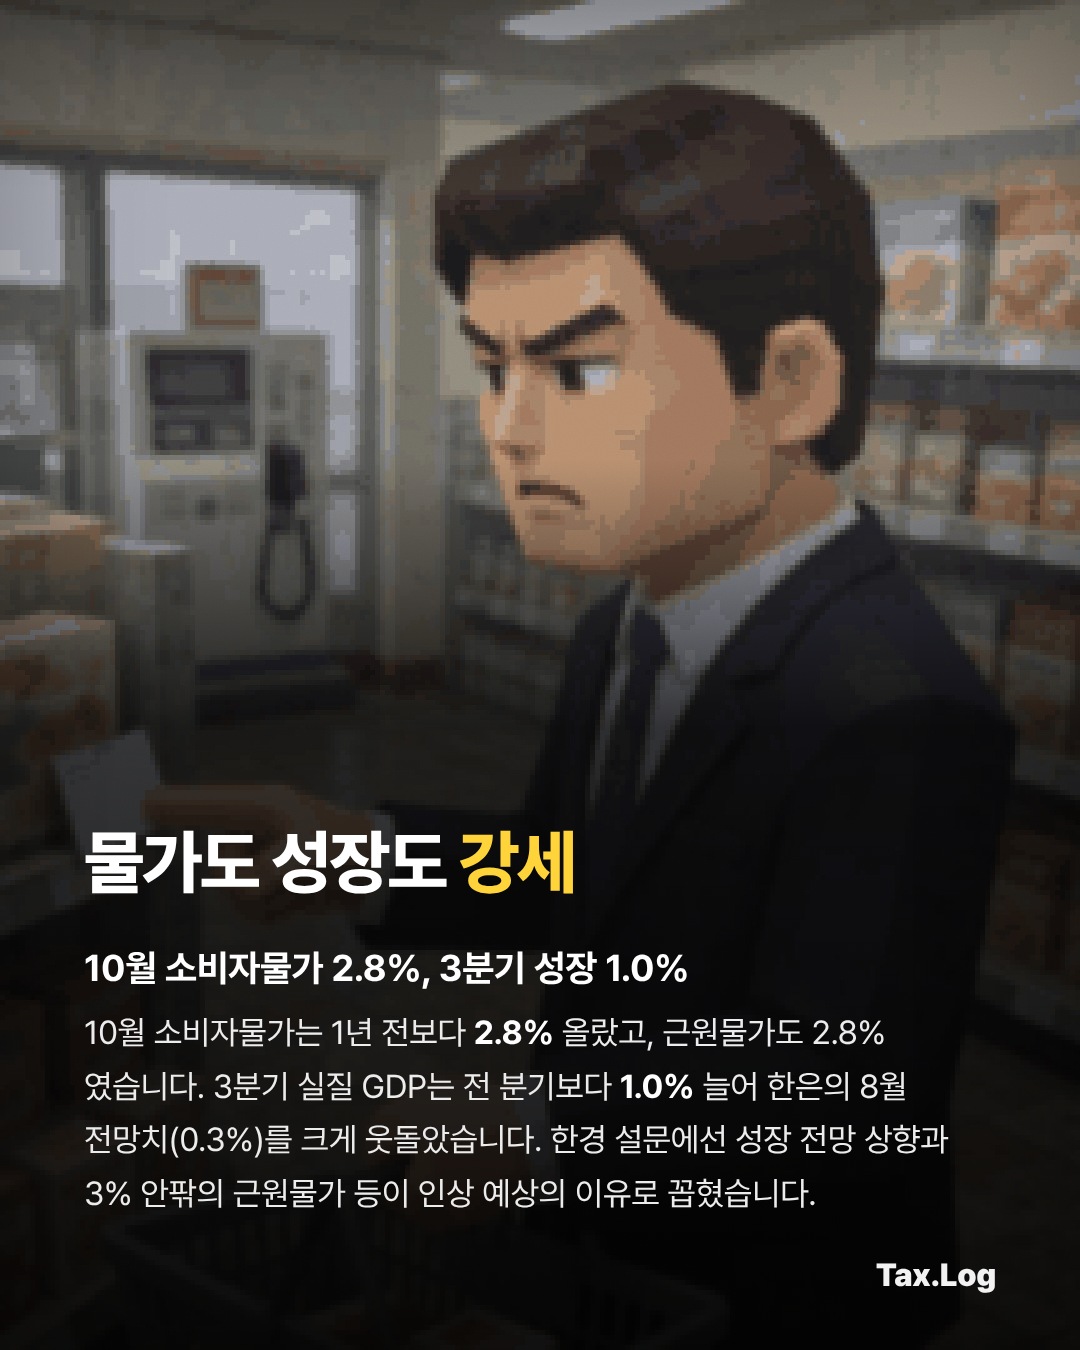 물가도 성장도 강세
10월 소비자물가 2.8%, 3분기 성장 1.0%
10월 소비자물가는 1년 전보다 2.8% 올랐고, 근원물가도 2.8%
였습니다. 3분기 실질 GDP는 전 분기보다 1.0% 늘어 한은의 8월
전망치(0.3%)를 크게 웃돌았습니다. 한경 설문에선 성장 전망 상향과
3% 안팎의 근원물가 등이 인상 예상의 이유로 꼽혔습니다.
Tax.Log